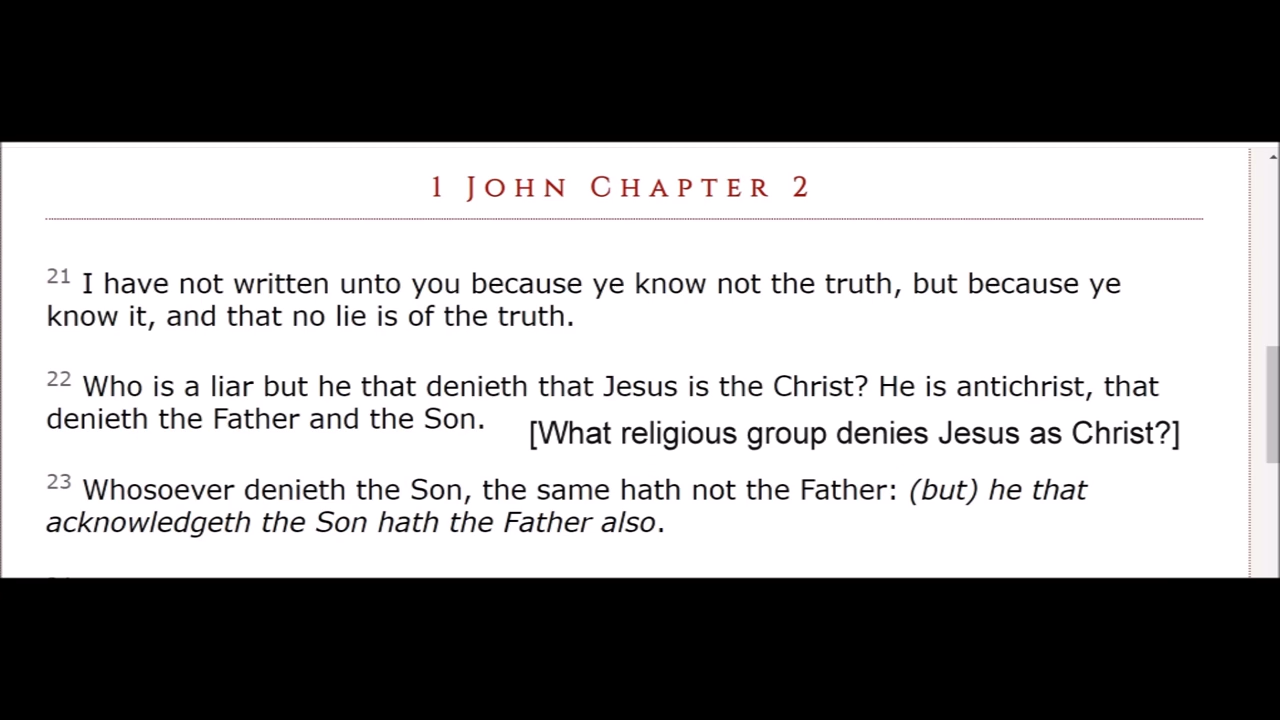 1 John Chapter 2
21 I have not written unto you because ye know not the truth, but because ye
know it, and that no lie is of the truth.
22 Who is a liar but he that denieth that Jesus is the Christ? He is antichrist, that
denieth the Father and the Son.
[What religious group denies Jesus as Christ?]
23 Whosoever denieth the Son, the same hath not the Father: (but) he that
acknowledgeth the Son hath the Father also.